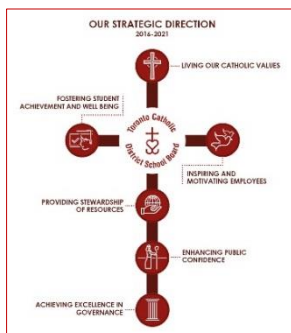 OUR STRATEGIC DIRECTION
2016-2021
LIVING OUR CATHOLIC VALUES
FOSTERING STUDENT
ACHIEVEMENT AND WELL BEING
Toronto Catholic
District School Board
INSPIRING AND
MOTIVATING EMPLOYEES
PROVIDING STEWARDSHIP
OF RESOURCES
ENHANCING PUBLIC
CONFIDENCE
ACHIEVING EXCELLENCE IN
GOVERNANCE